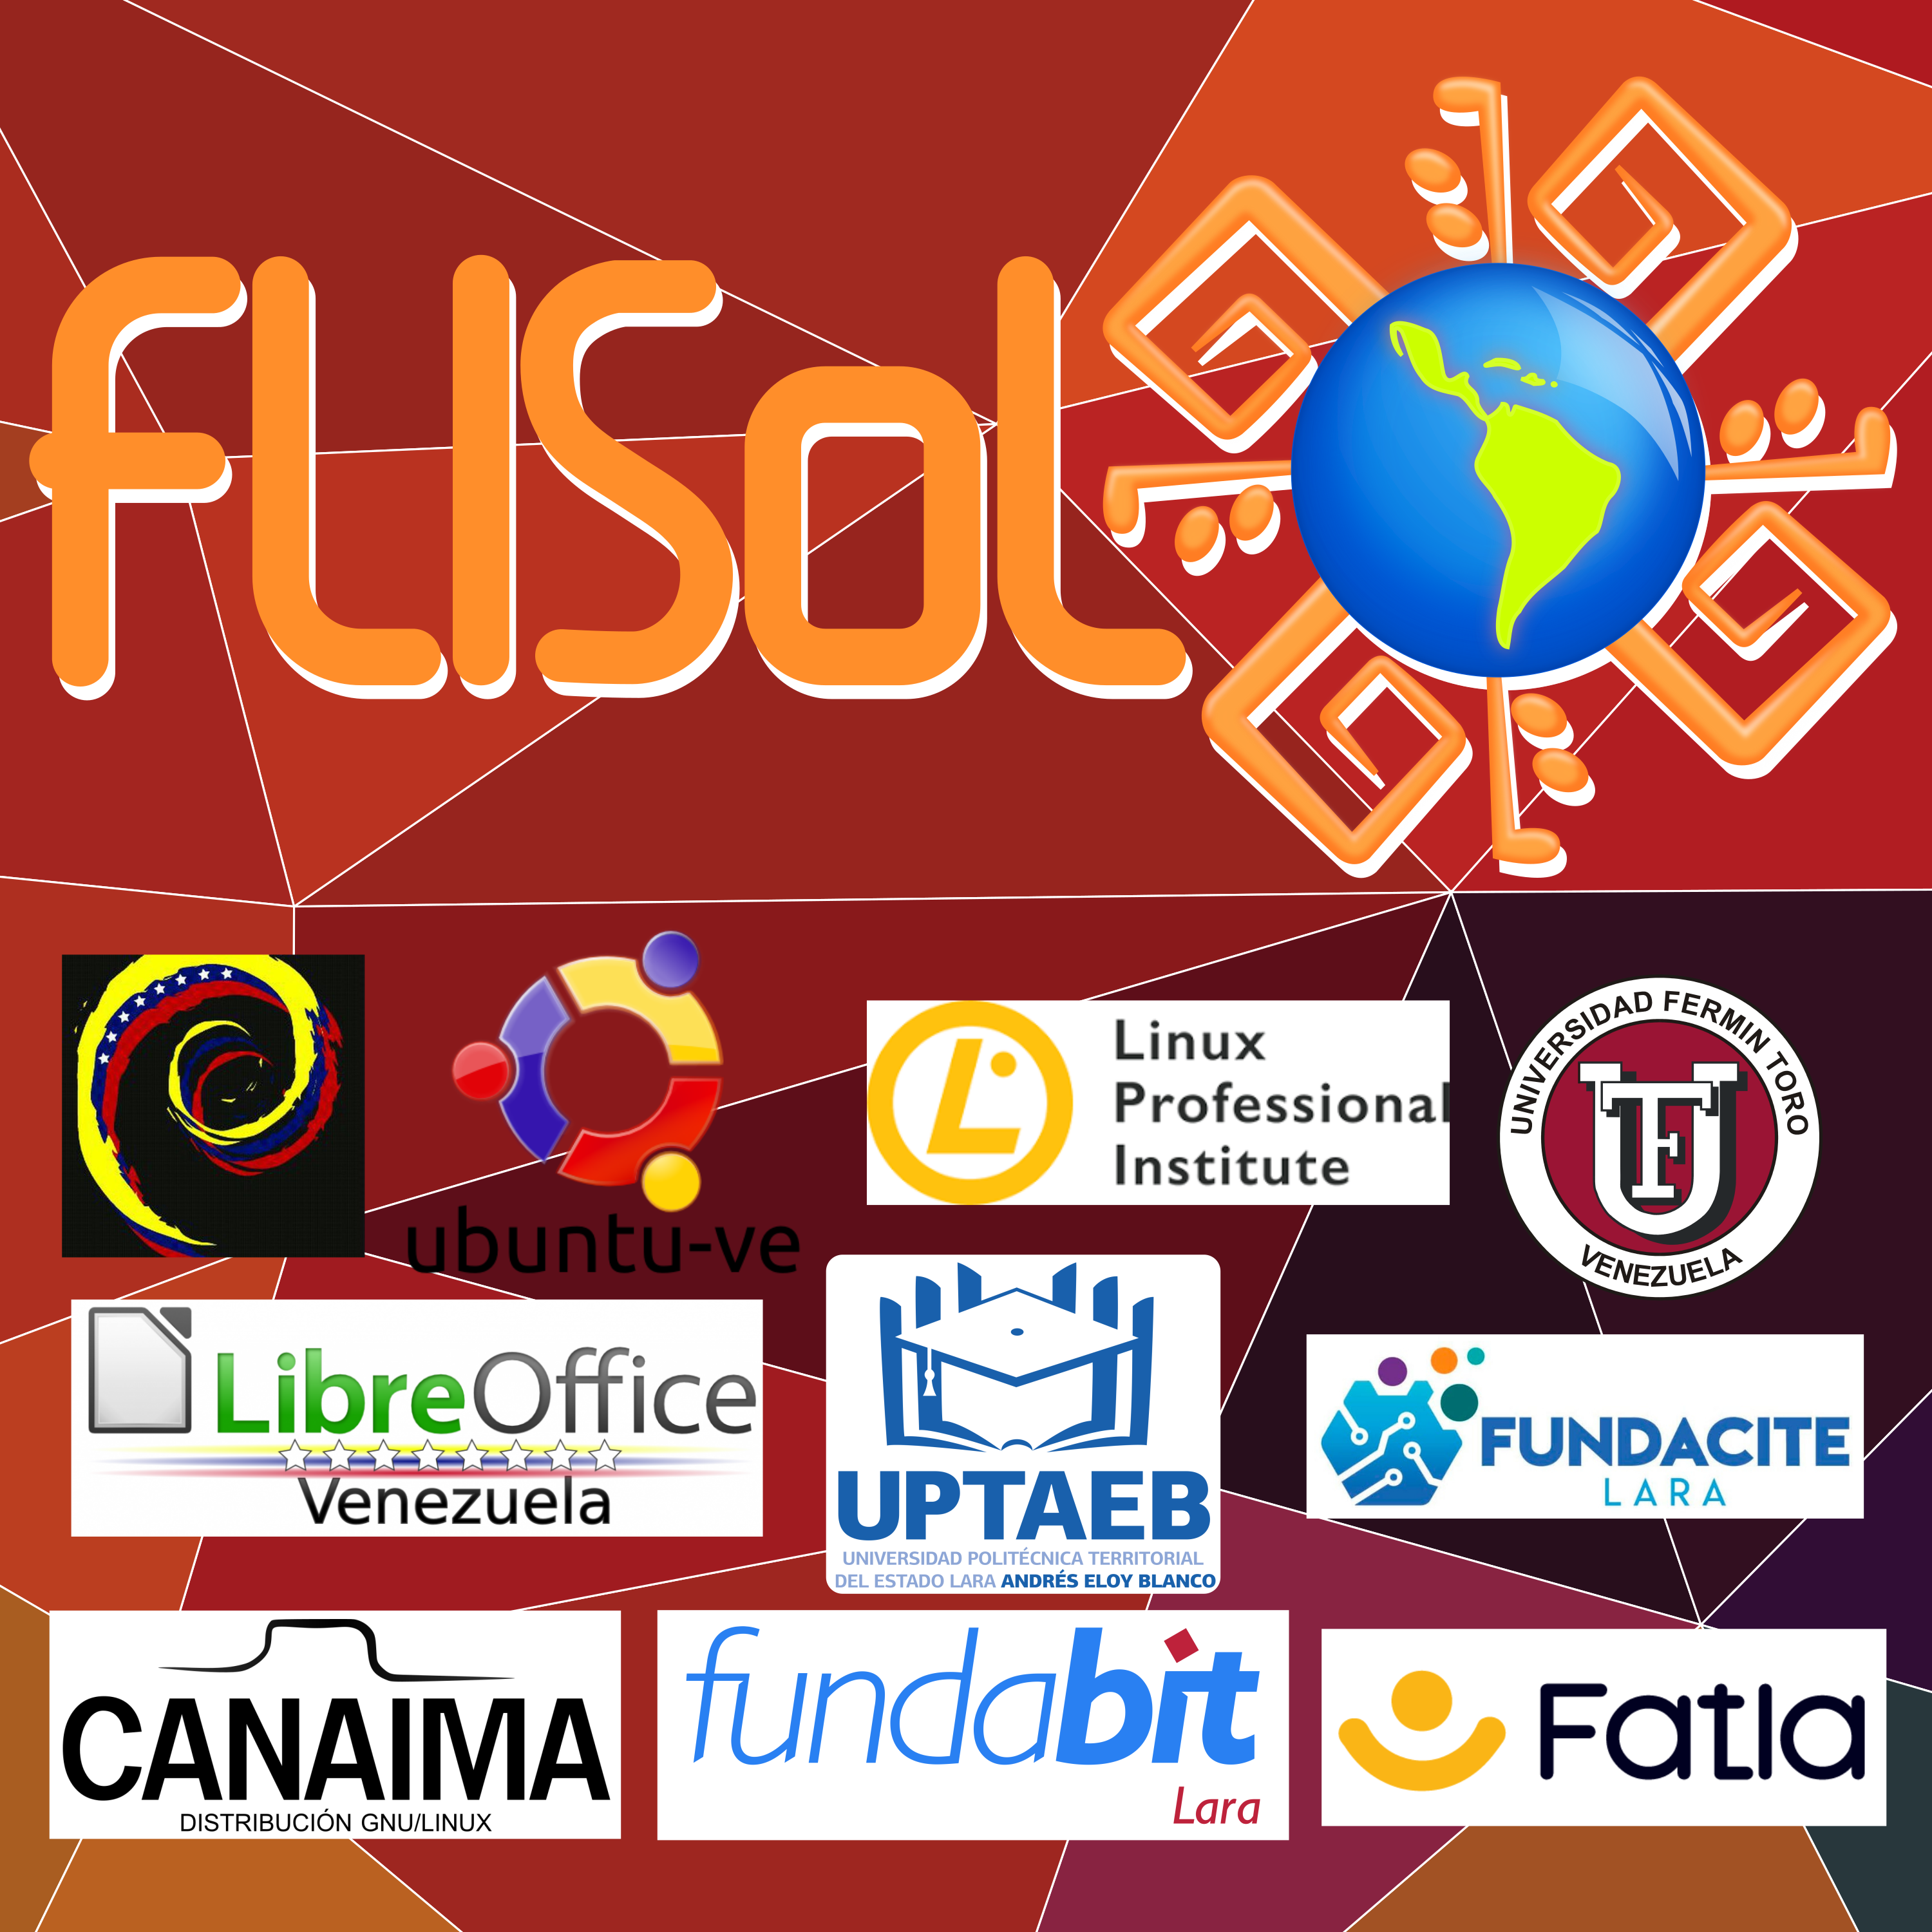 FLISoL
Linux
Professional
Institute
UNIVERSIDAD FERMIN TORO
UTF
VENEZUELA
ubuntu-ve
LibreOffice
Venezuela
UPTAEB
UNIVERSIDAD POLITÉCNICA TERRITORIAL
DEL ESTADO LARA ANDRÉS ELOY BLANCO
FUNDACITE
LARA
CANAIMA
DISTRIBUCIÓN GNU/LINUX
fundabit
Lara
Fatla